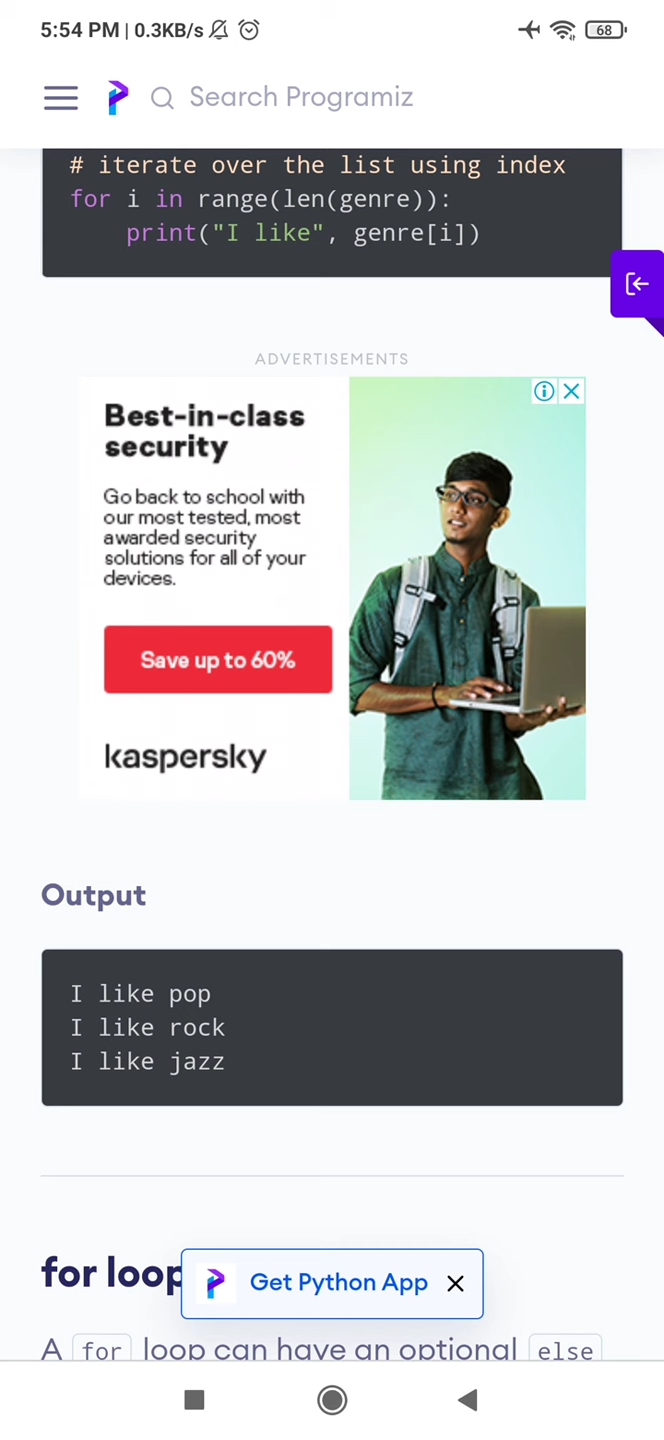 5:54 PM | 0.3KB/s
68
Search Programiz
# iterate over the list using index
for i in range(len(genre)):
    print("I like", genre[i])
ADVERTISEMENTS
Best-in-class
security
Go back to school with
our most tested, most
awarded security
solutions for all of your
devices.
Save up to 60%
kaspersky
Output
I like pop
I like rock
I like jazz
for loop
Get Python App
A for loop can have an optional else